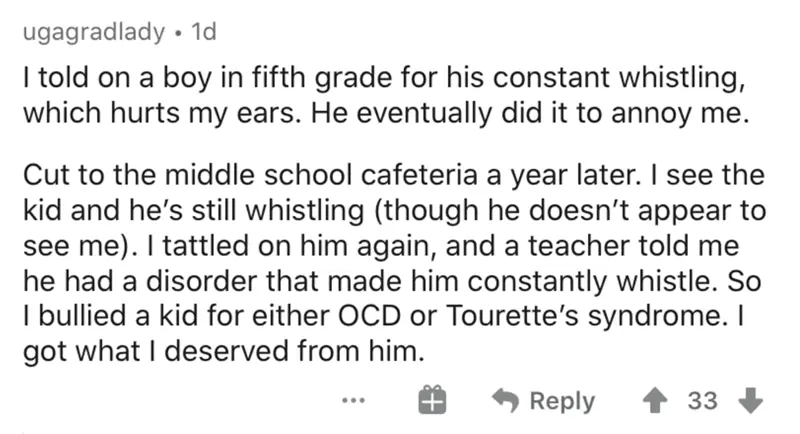 ugagradlady • 1d
I told on a boy in fifth grade for his constant whistling,
which hurts my ears. He eventually did it to annoy me.
Cut to the middle school cafeteria a year later. I see the
kid and he’s still whistling (though he doesn’t appear to
see me). I tattled on him again, and a teacher told me
he had a disorder that made him constantly whistle. So
I bullied a kid for either OCD or Tourette’s syndrome. I
got what I deserved from him.
... Reply 33